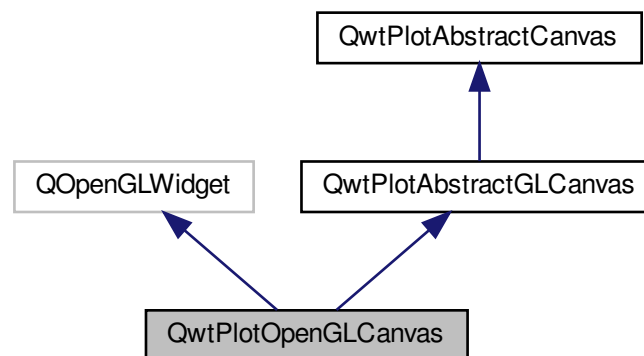 QwtPlotAbstractCanvas
QOpenGLWidget
QwtPlotAbstractGLCanvas
QwtPlotOpenGLCanvas